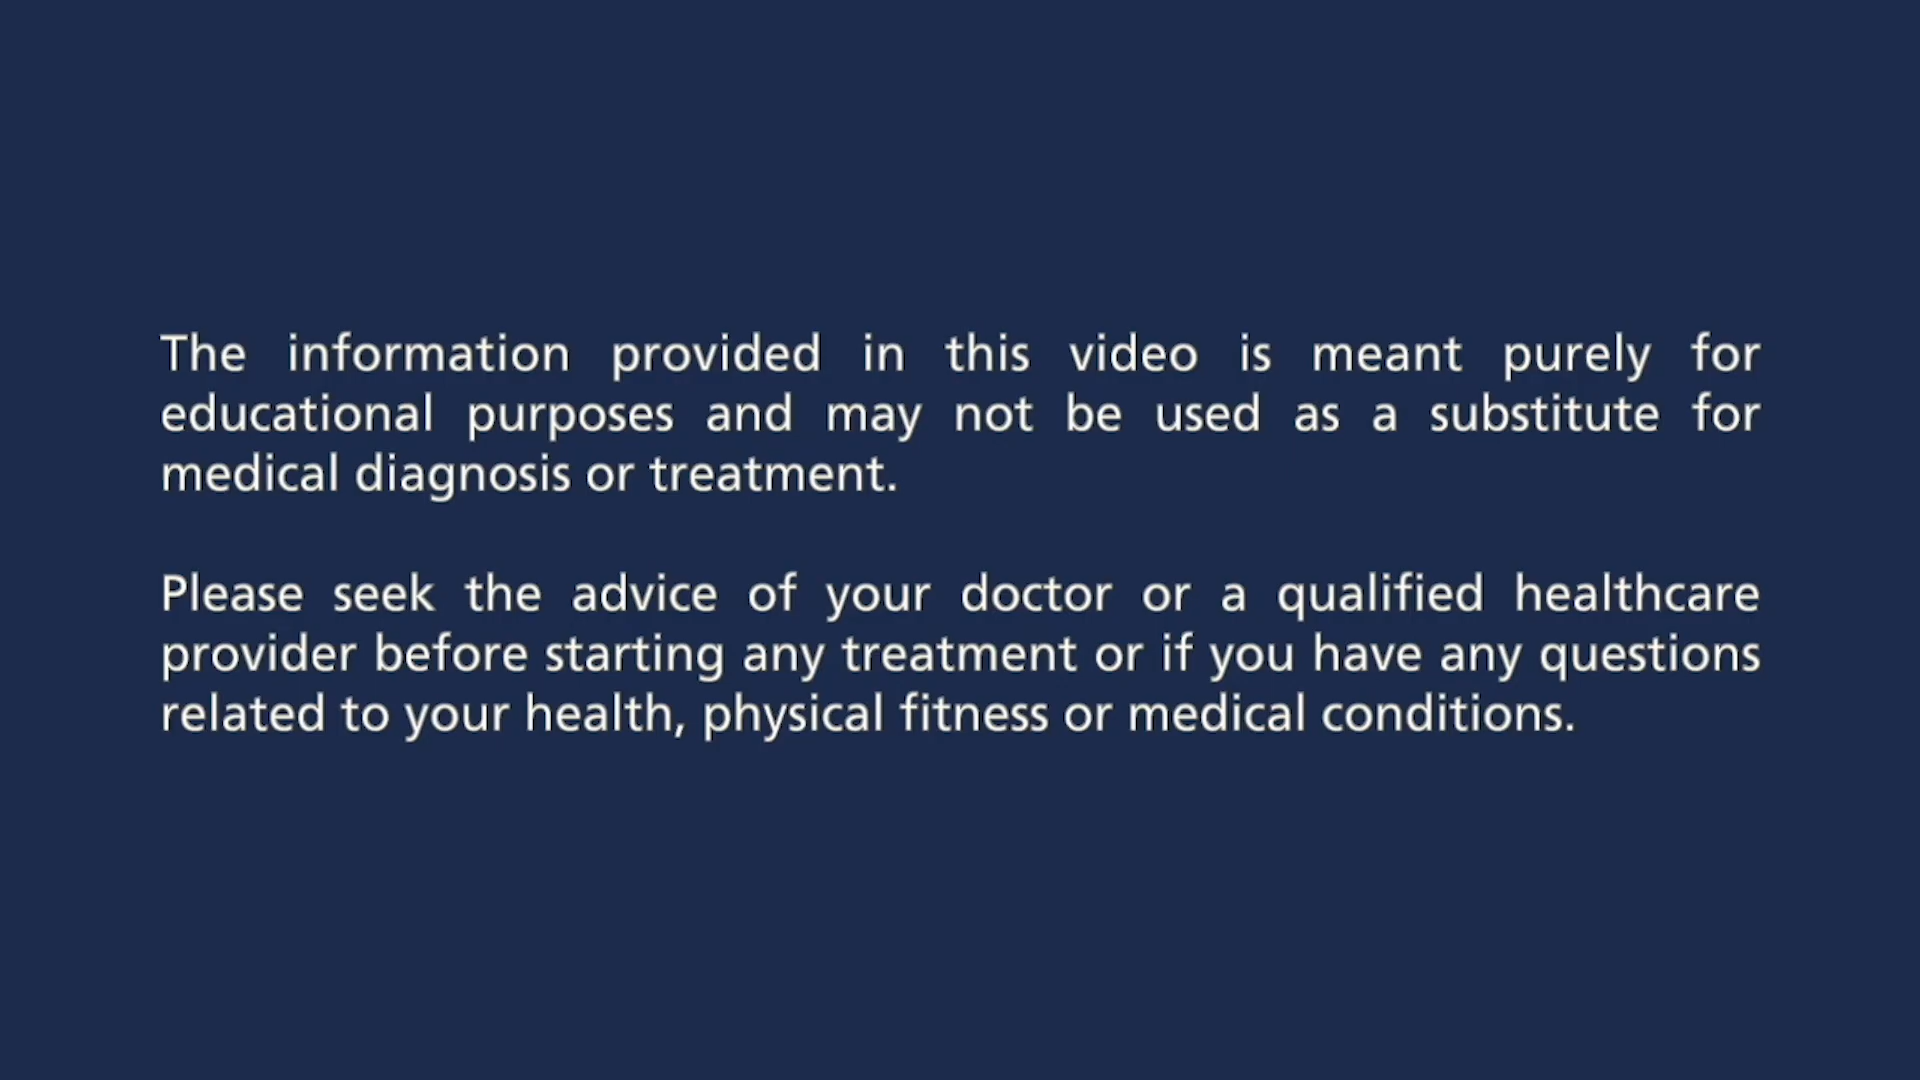 The information provided in this video is meant purely for
educational purposes and may not be used as a substitute for
medical diagnosis or treatment.
Please seek the advice of your doctor or a qualified healthcare
provider before starting any treatment or if you have any questions
related to your health, physical fitness or medical conditions.